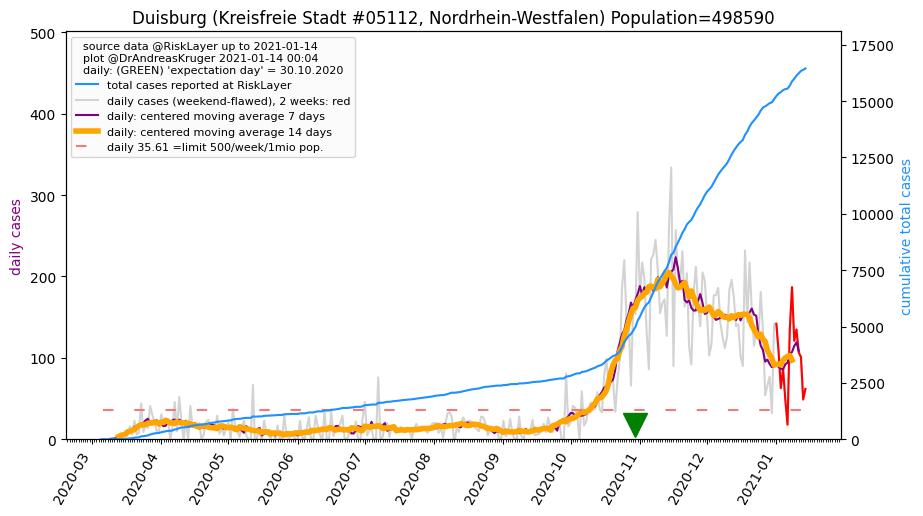 Duisburg (Kreisfreie Stadt #05112, Nordrhein-Westfalen) Population=498590
source data @RiskLayer up to 2021-01-14
plot @DrAndreasKruger 2021-01-14 00:04
daily: (GREEN) 'expectation day' = 30.10.2020
total cases reported at RiskLayer
daily cases (weekend-flawed), 2 weeks: red
daily: centered moving average 7 days
daily: centered moving average 14 days
daily 35.61 =limit 500/week/1mio pop.
500
400
300
200
100
0
daily cases
17500
15000
12500
10000
7500
5000
2500
0
cumulative total cases
2020-03
2020-04
2020-05
2020-06
2020-07
2020-08
2020-09
2020-10
2020-11
2020-12
2021-01